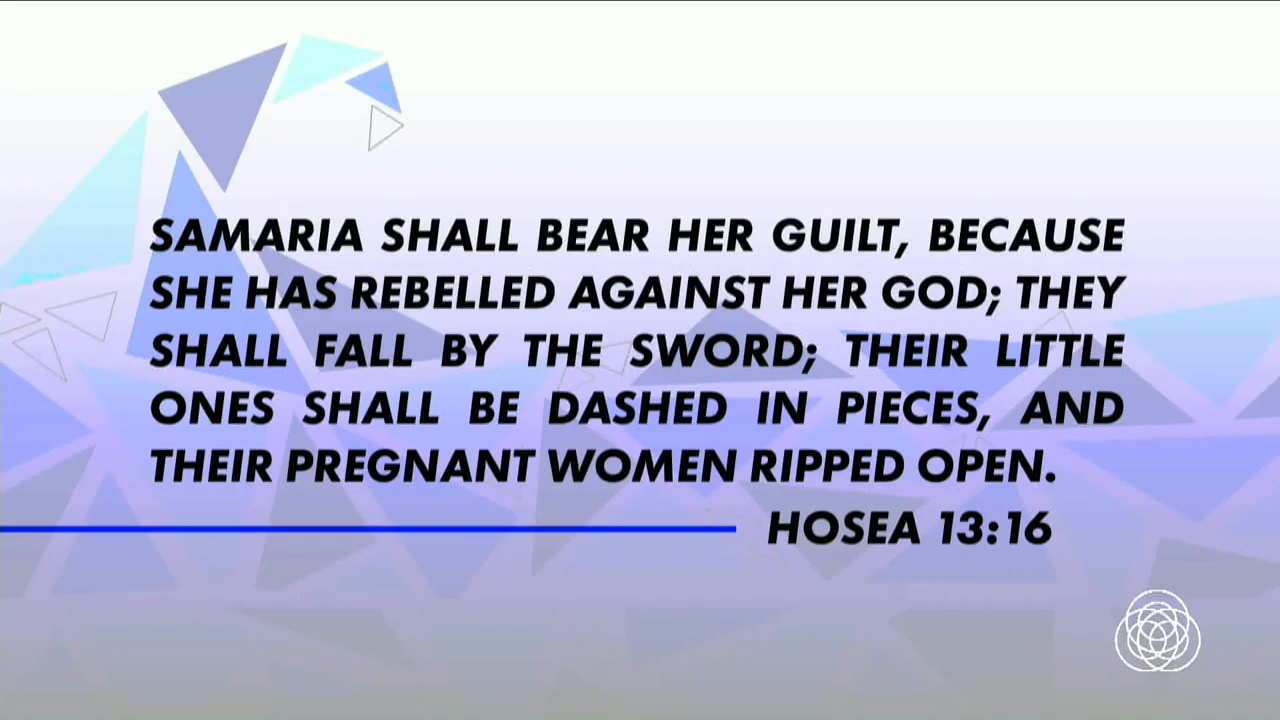 SAMARIA SHALL BEAR HER GUILT, BECAUSE
SHE HAS REBELLED AGAINST HER GOD; THEY
SHALL FALL BY THE SWORD; THEIR LITTLE
ONES SHALL BE DASHED IN PIECES, AND
THEIR PREGNANT WOMEN RIPPED OPEN.
HOSEA 13:16